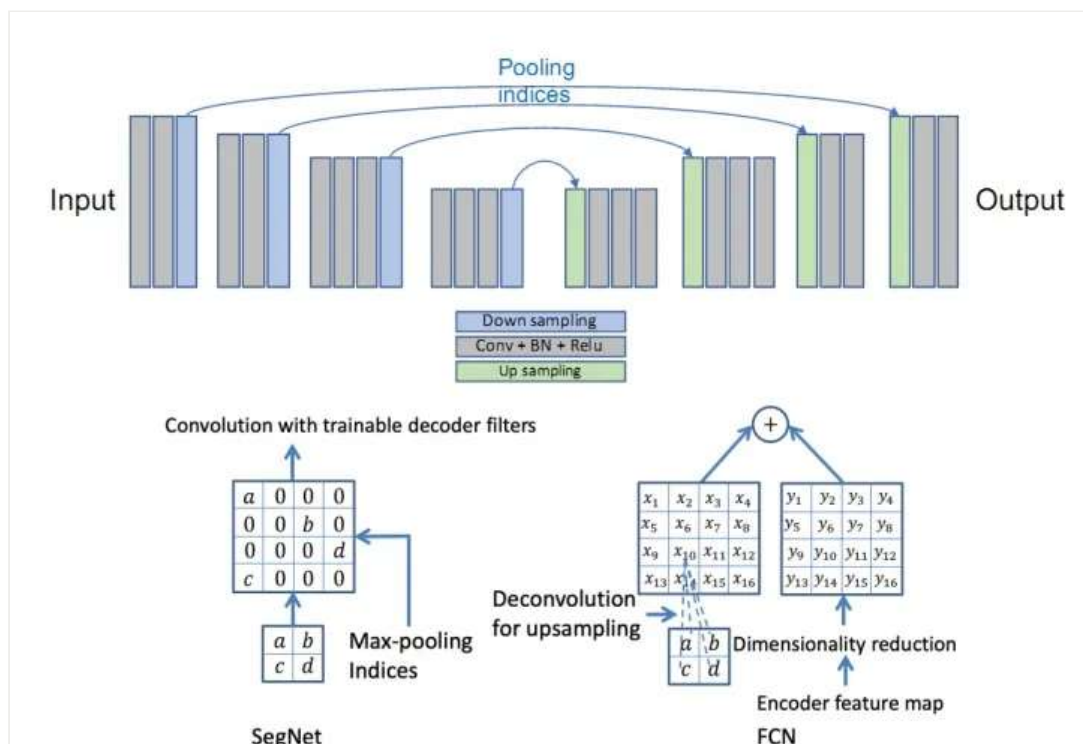 Pooling
indices
Input
Output
Down sampling
Conv + BN + Relu
Up sampling
Convolution with trainable decoder filters
a 0 0 0
0 0 b 0
0 0 0 d
c 0 0 0
a b
c d
Max-pooling
Indices
SegNet
+
x₁ x₂ x₃ x₄
x₅ x₆ x₇ x₈
x₉ x₁₀ x₁₁ x₁₂
x₁₃ x₁₅ x₁₆
y₁ y₂ y₃ y₄
y₅ y₆ y₇ y₈
y₉ y₁₀ y₁₁ y₁₂
y₁₃ y₁₄ y₁₅ y₁₆
Deconvolution
for upsampling
a b
c d
Dimensionality reduction
Encoder feature map
FCN